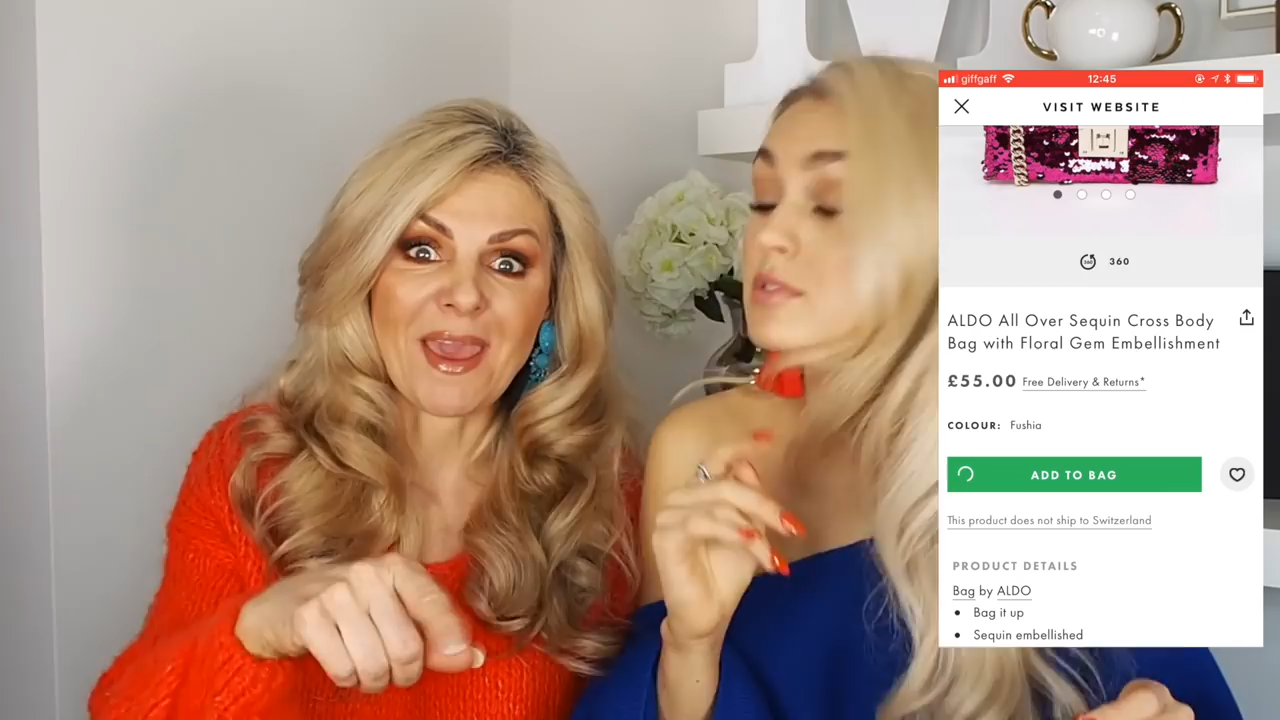 giffgaff 12:45
VISIT WEBSITE
360
ALDO All Over Sequin Cross Body
Bag with Floral Gem Embellishment
£55.00 Free Delivery & Returns*
COLOUR: Fushia
ADD TO BAG
This product does not ship to Switzerland
PRODUCT DETAILS
Bag by ALDO
• Bag it up
• Sequin embellished